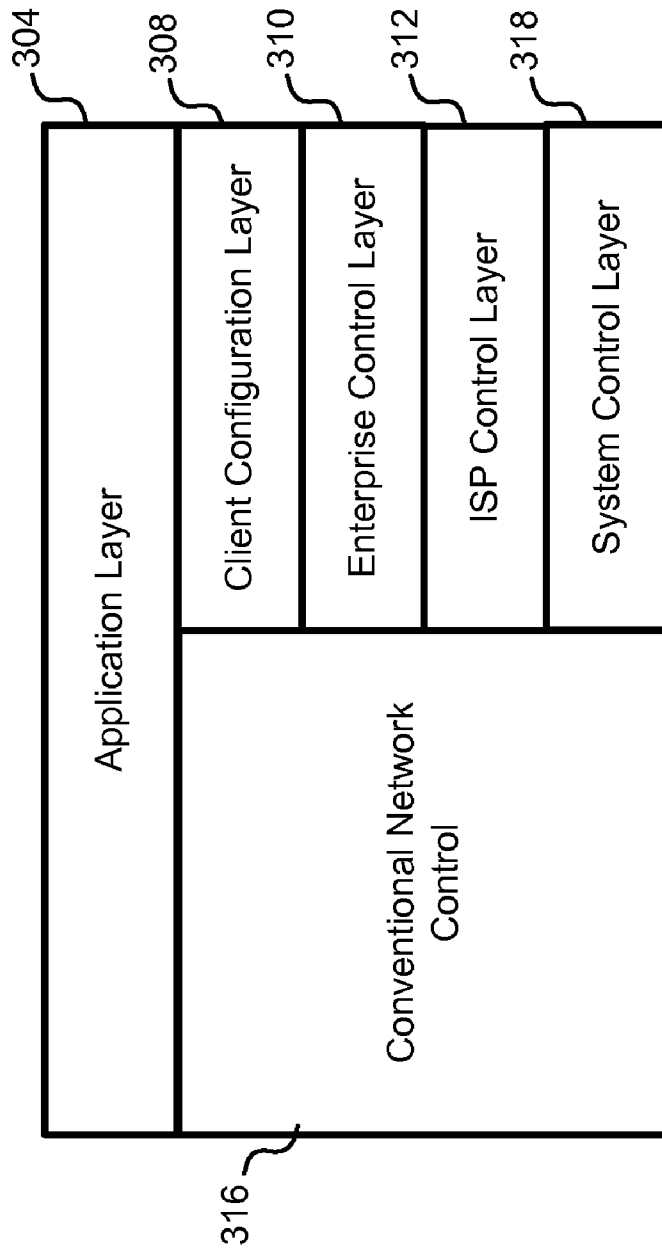 Application Layer
304
Client Configuration Layer
308
Enterprise Control Layer
310
ISP Control Layer
312
System Control Layer
318
Conventional Network
Control
316